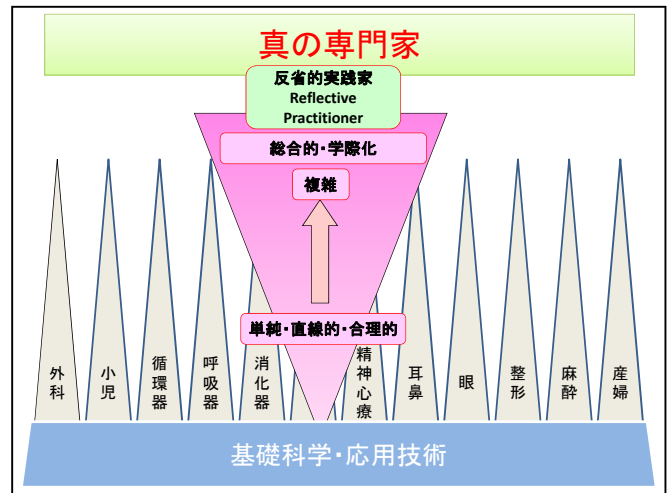 真の専門家
反省的実践家
Reflective
Practitioner
総合的・学際化
複雑
単純・直線的・合理的
外科
小児
循環器
呼吸器
消化器
精神心療
耳鼻
眼
整形
麻酔
産婦
基礎科学・応用技術